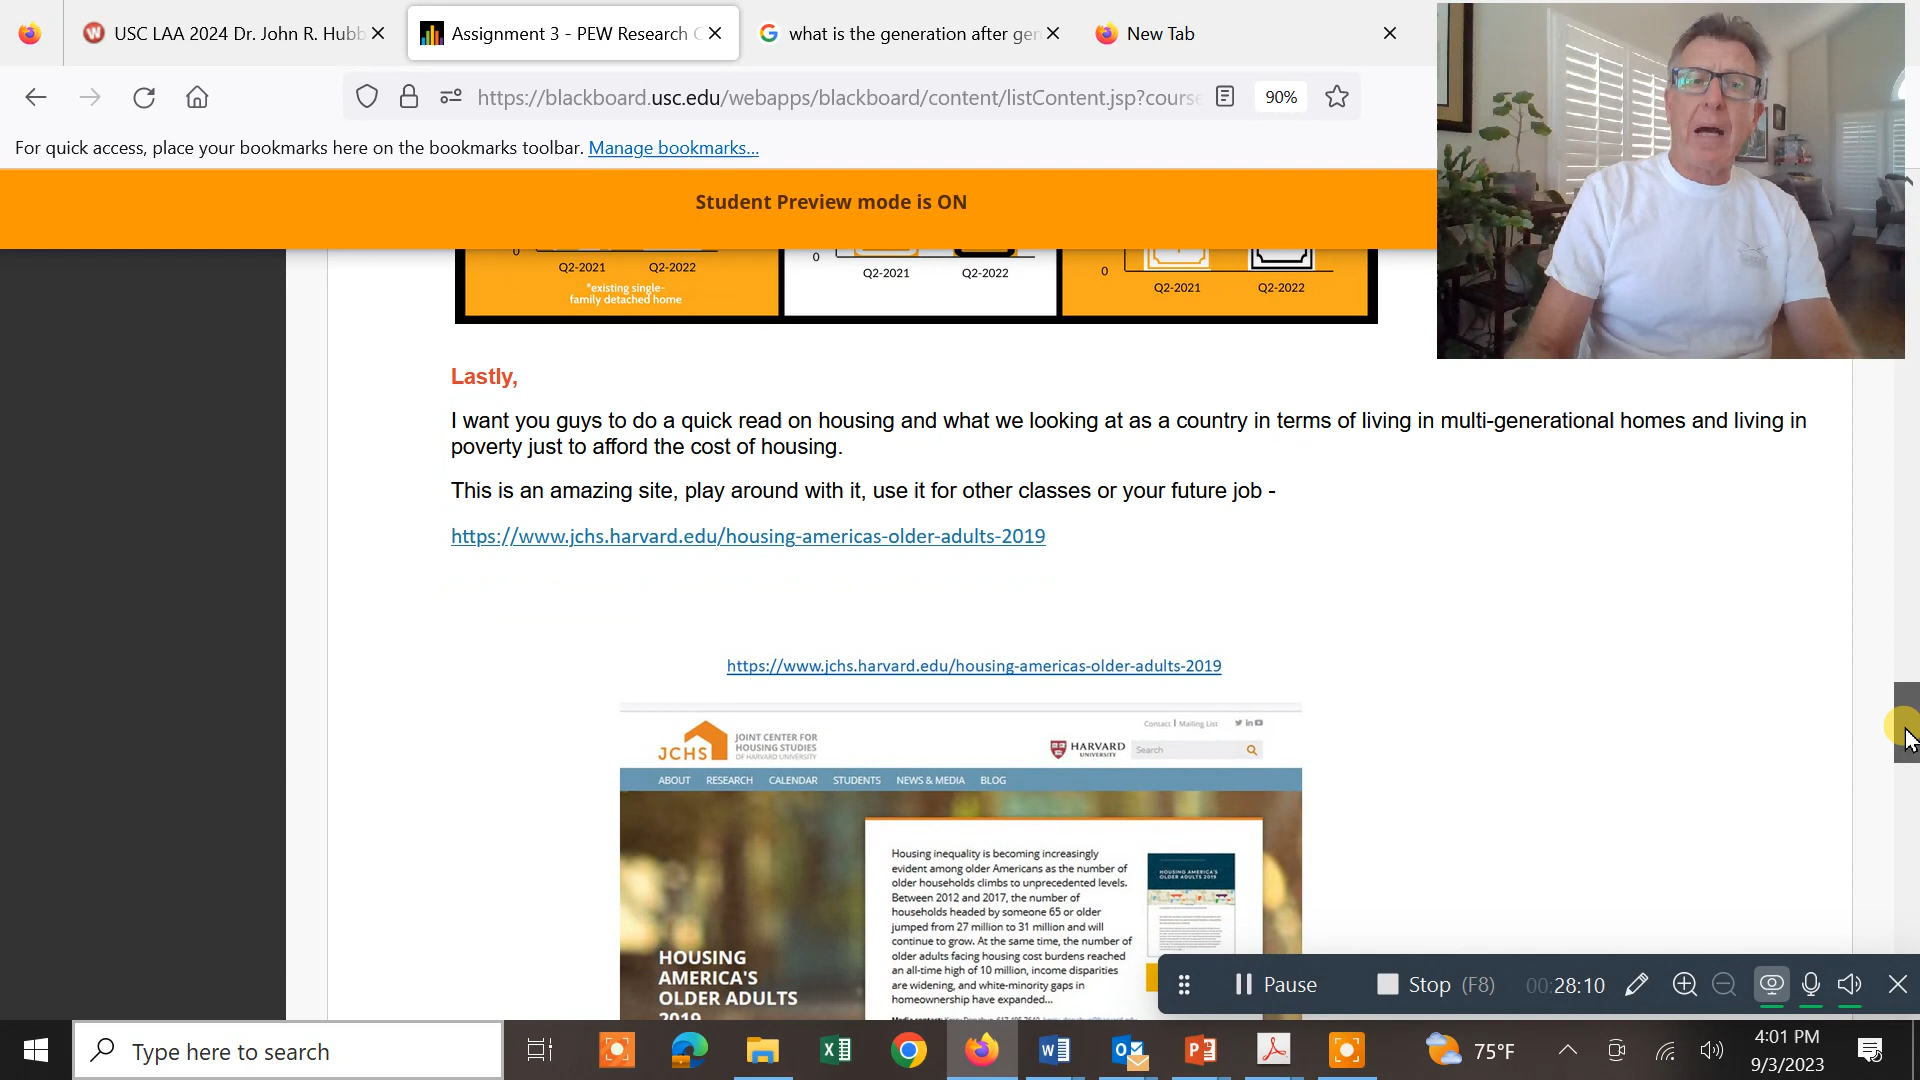 USC LAA 2024 Dr. John R. Hubb
Assignment 3 - PEW Research C
what is the generation after gen
New Tab
https://blackboard.usc.edu/webapps/blackboard/content/listContent.jsp?course
90%
For quick access, place your bookmarks here on the bookmarks toolbar. Manage bookmarks...
Student Preview mode is ON
0
Q2-2021 Q2-2022
*existing single-
family detached home
0
Q2-2021 Q2-2022
0
Q2-2021 Q2-2022
Lastly,
I want you guys to do a quick read on housing and what we looking at as a country in terms of living in multi-generational homes and living in
poverty just to afford the cost of housing.
This is an amazing site, play around with it, use it for other classes or your future job -
https://www.jchs.harvard.edu/housing-americas-older-adults-2019
https://www.jchs.harvard.edu/housing-americas-older-adults-2019
Contact | Mailing List
JCHS
JOINT CENTER FOR
HOUSING STUDIES
OF HARVARD UNIVERSITY
HARVARD
UNIVERSITY
Search
ABOUT RESEARCH CALENDAR STUDENTS NEWS & MEDIA BLOG
Housing inequality is becoming increasingly
evident among older Americans as the number of
older households climbs to unprecedented levels.
Between 2012 and 2017, the number of
households headed by someone 65 or older
jumped from 27 million to 31 million and will
continue to grow. At the same time, the number of
older adults facing housing cost burdens reached
an all-time high of 10 million, income disparities
are widening, and white-minority gaps in
homeownership have expanded...
HOUSING AMERICA'S
OLDER ADULTS 2019
HOUSING
AMERICA'S
OLDER ADULTS
2019
Pause
Stop (F8)
00:28:10
Type here to search
75°F
4:01 PM
9/3/2023